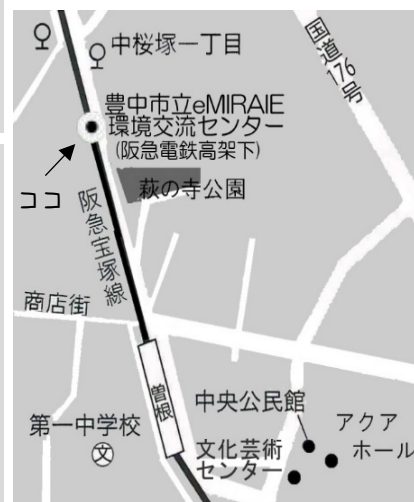 中桜塚一丁目
国道176号
豊中市立eMIRAIE
環境交流センター
(阪急電鉄高架下)
ココ
萩の寺公園
阪急宝塚線
商店街
曽根
中央公民館
第一中学校
文
アクア
ホール
文化芸術
センター